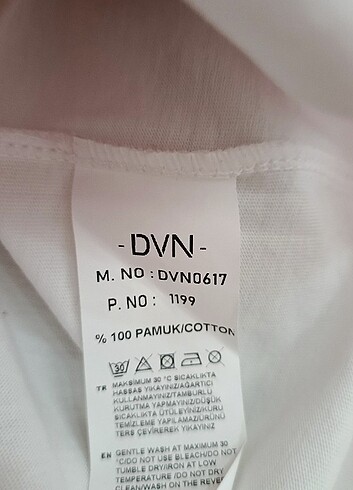 -DVN-
M. NO : DVN0617
P. NO : 1199
% 100 PAMUK/COTTON
30
TR MAKSIMUM 30 °C SICAKLIKTA
HASSAS YIKAYINIZ/AĞARTICI
KULLANMAYINIZ/TAMBURLU
KURUTMA YAPMAYINIZ/DÜŞÜK
SICAKLIKTA ÜTÜLEYİNİZ/KURU
TEMİZLEME YAPILAMAZ/ÜRÜNÜ
TERS ÇEVİREREK YIKAYINIZ
EN GENTLE WASH AT MAXIMUM 30
°C/DO NOT USE BLEACH/DO NOT
TUMBLE DRY/IRON AT LOW
TEMPERATURE /DO NOT DRY
CLEAN/WASH ON THE REVE